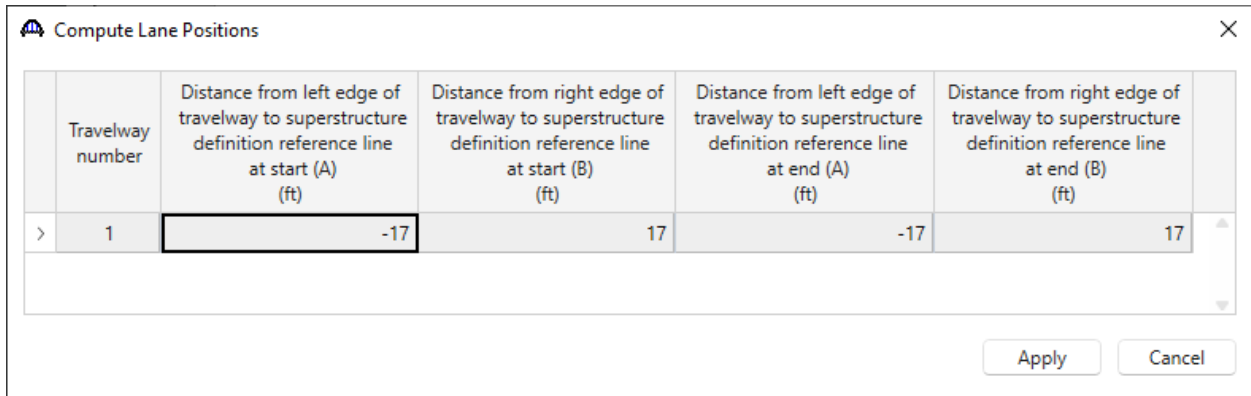 Compute Lane Positions
Travelway
number
Distance from left edge of
travelway to superstructure
definition reference line
at start (A)
(ft)
Distance from right edge of
travelway to superstructure
definition reference line
at start (B)
(ft)
Distance from left edge of
travelway to superstructure
definition reference line
at end (A)
(ft)
Distance from right edge of
travelway to superstructure
definition reference line
at end (B)
(ft)
1 -17 17 -17 17
Apply Cancel